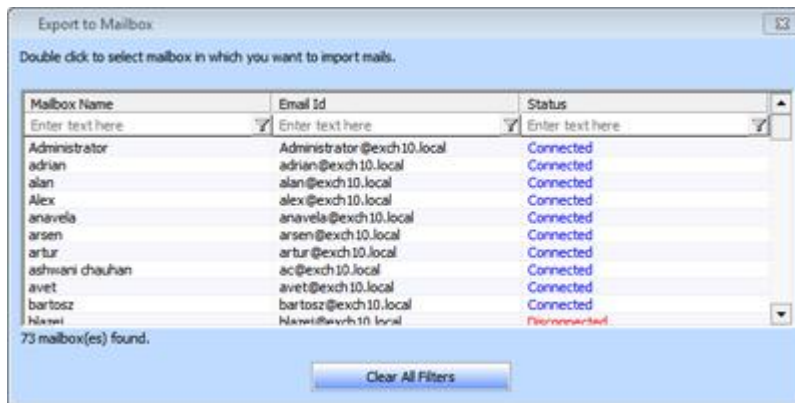 Export to Mailbox
Double click to select mailbox in which you want to import mails.
Mailbox Name Email Id Status
Enter text here Enter text here Enter text here
Administrator Administrator@exch10.local Connected
adrian adrian@exch10.local Connected
alan alan@exch10.local Connected
Alex alex@exch10.local Connected
anavela anavela@exch10.local Connected
arsen arsen@exch10.local Connected
artur artur@exch10.local Connected
ashwani chauhan ac@exch10.local Connected
avet avet@exch10.local Connected
bartosz bartosz@exch10.local Connected
blazej blazej@exch10.local Disconnected
73 mailbox(es) found.
Clear All Filters